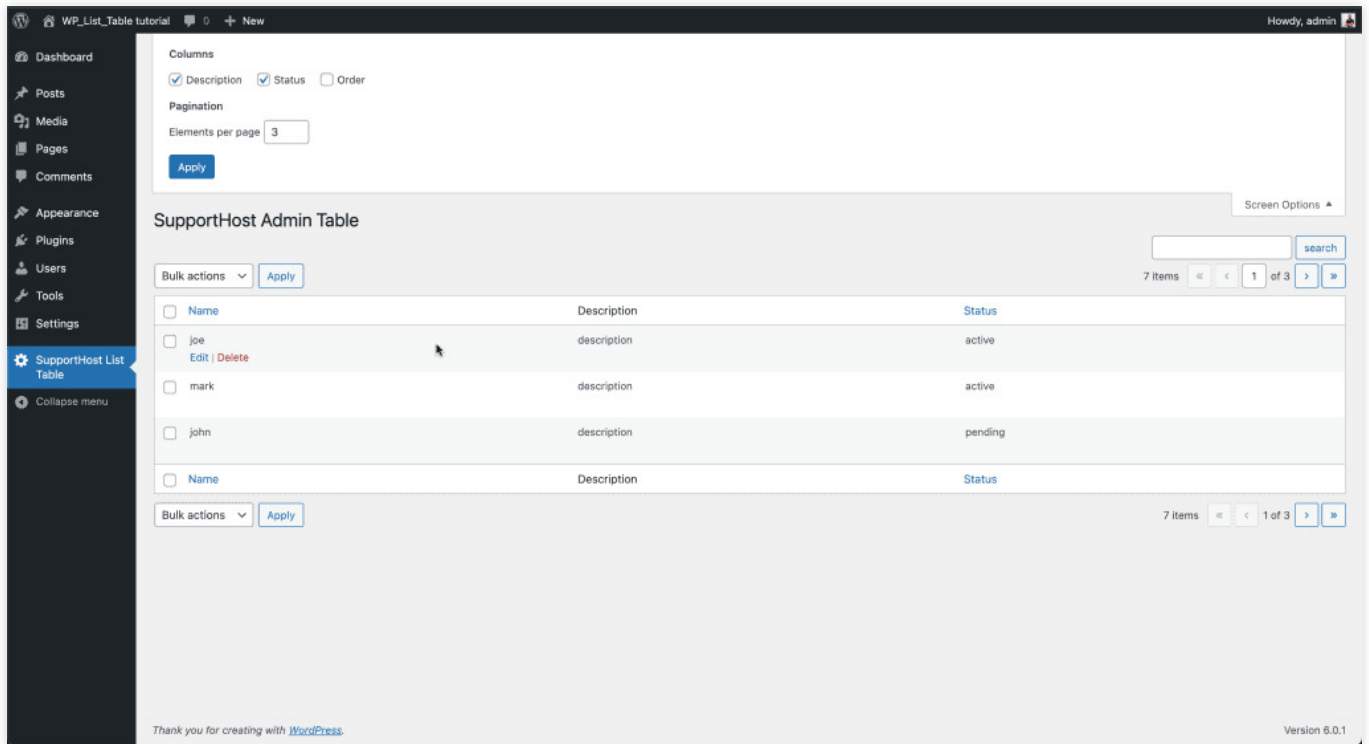 WP_List_Table tutorial 0 + New Howdy, admin
Dashboard
Posts
Media
Pages
Comments
Appearance
Plugins
Users
Tools
Settings
SupportHost List
Table
Collapse menu
Columns
Description Status Order
Pagination
Elements per page 3
Apply
Screen Options
SupportHost Admin Table
search
Bulk actions Apply 7 items « ‹ 1 of 3 › »
Name Description Status
joe description active
Edit | Delete
mark description active
john description pending
Name Description Status
Bulk actions Apply 7 items « ‹ 1 of 3 › »
Thank you for creating with WordPress. Version 6.0.1